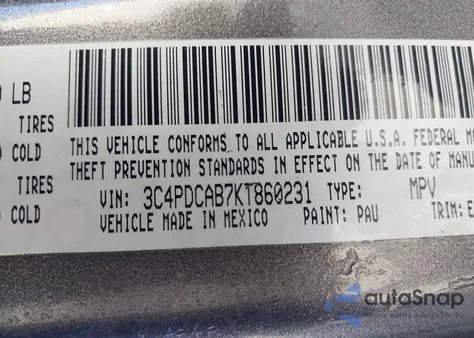 LB
TIRES
COLD
TIRES
COLD
THIS VEHICLE CONFORMS TO ALL APPLICABLE U.S.A. FEDERAL M
THEFT PREVENTION STANDARDS IN EFFECT ON THE DATE OF MANU
VIN: 3C4PDCAB7KT860231 TYPE: MPV
VEHICLE MADE IN MEXICO PAINT: PAU TRIM: E
autoSnap